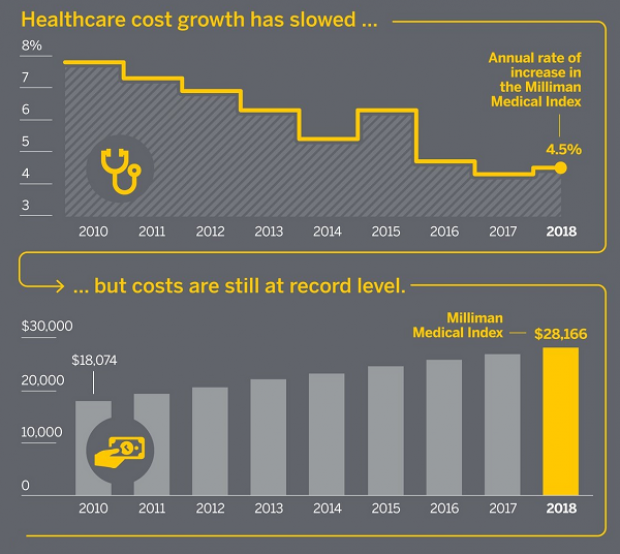 Healthcare cost growth has slowed ...
8%
7
6
5
4
3
Annual rate of
increase in
the Milliman
Medical Index
4.5%
2010 2011 2012 2013 2014 2015 2016 2017 2018
... but costs are still at record level.
$30,000
20,000
10,000
0
$18,074
Milliman
Medical Index
$28,166
2010 2011 2012 2013 2014 2015 2016 2017 2018